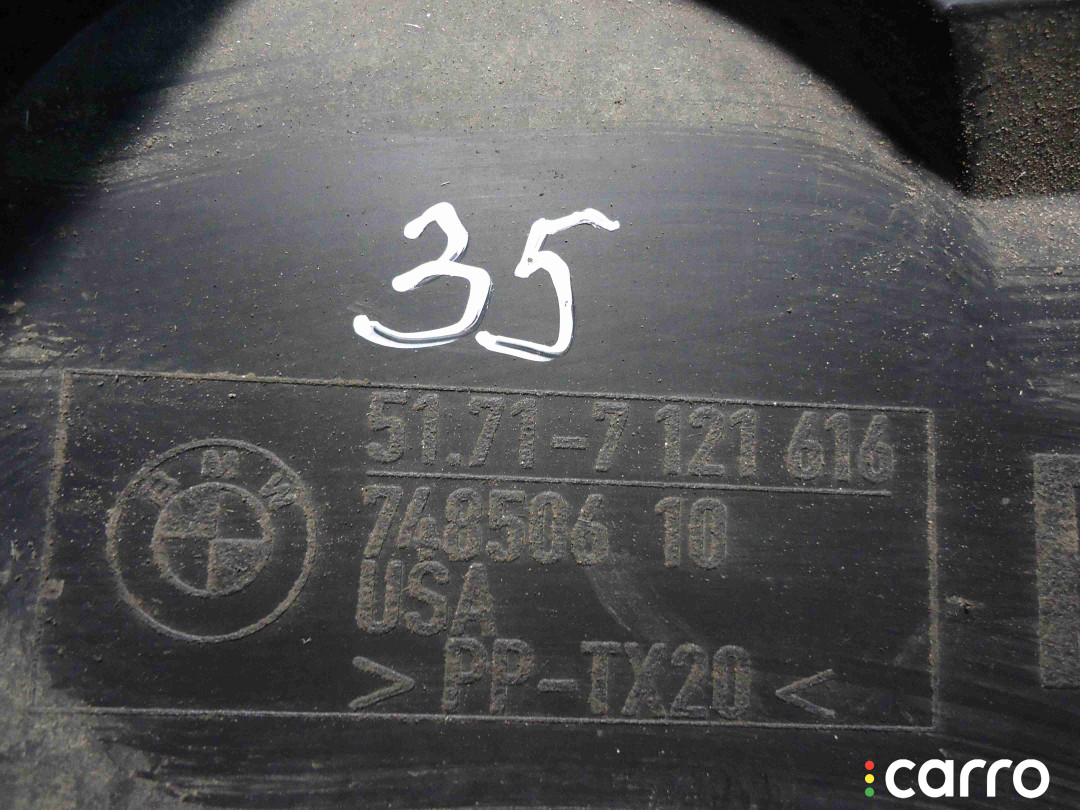 35
BMW
51.71-7 121 616
748506 10
USA
>PP-TX20<
carro